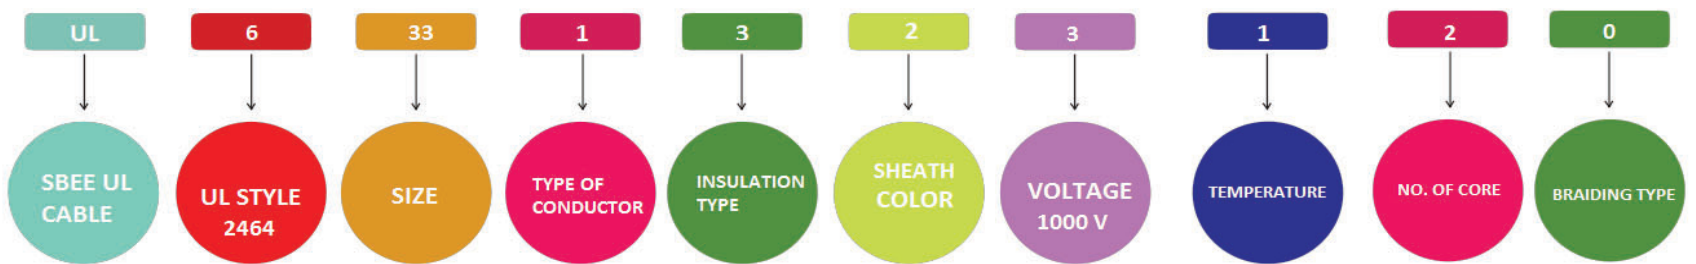 UL 6 33 1 3 2 3 1 2 0
SBEE UL
CABLE
UL STYLE
2464
SIZE
TYPE OF
CONDUCTOR
INSULATION
TYPE
SHEATH
COLOR
VOLTAGE
1000 V
TEMPERATURE
NO. OF CORE
BRAIDING TYPE